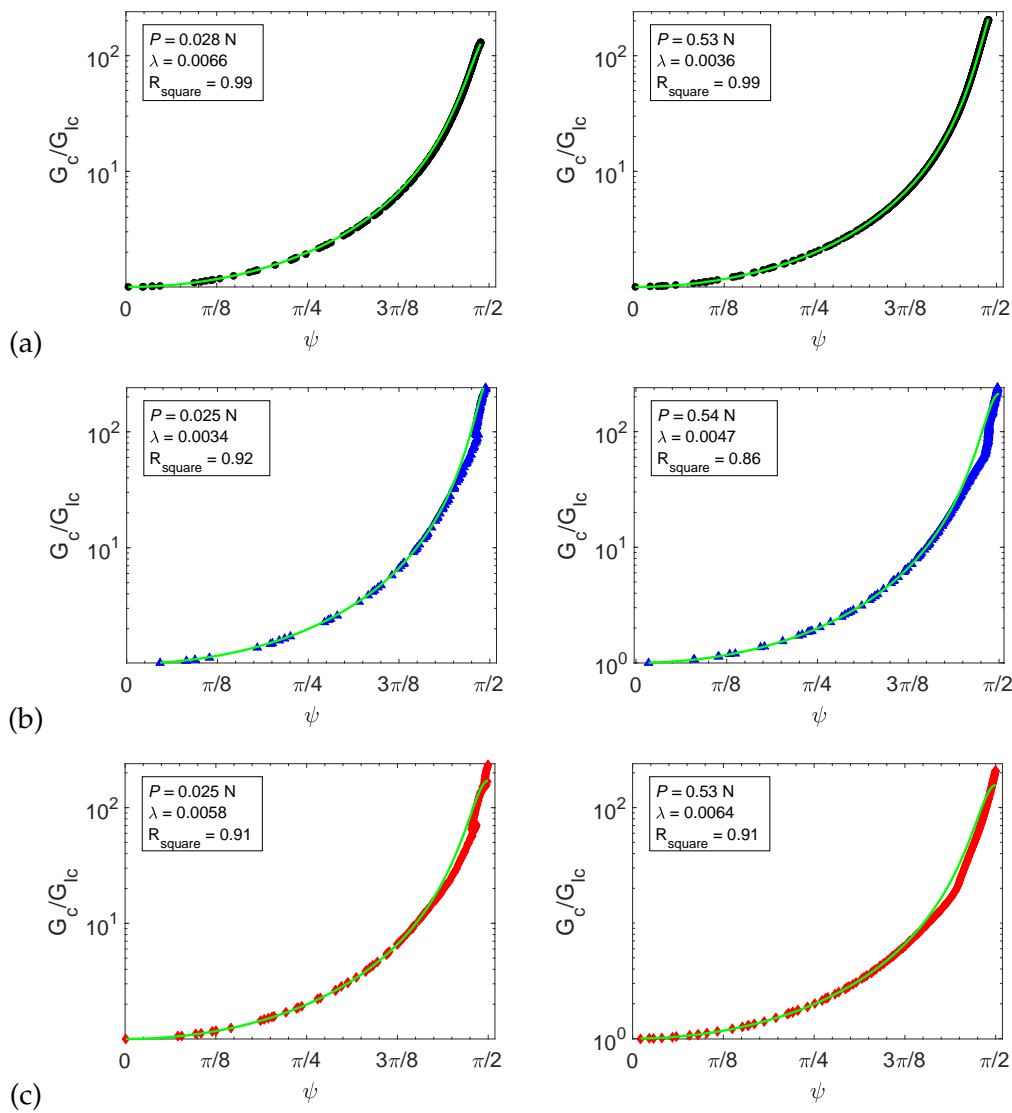 P = 0.028 N
λ = 0.0066
R_square = 0.99
G_c/G_Ic
10^2
10^1
0 π/8 π/4 3π/8 π/2
ψ
P = 0.53 N
λ = 0.0036
R_square = 0.99
G_c/G_Ic
10^2
10^1
0 π/8 π/4 3π/8 π/2
ψ
(a)
P = 0.025 N
λ = 0.0034
R_square = 0.92
G_c/G_Ic
10^2
10^1
0 π/8 π/4 3π/8 π/2
ψ
P = 0.54 N
λ = 0.0047
R_square = 0.86
G_c/G_Ic
10^2
10^1
10^0
0 π/8 π/4 3π/8 π/2
ψ
(b)
P = 0.025 N
λ = 0.0058
R_square = 0.91
G_c/G_Ic
10^2
10^1
0 π/8 π/4 3π/8 π/2
ψ
P = 0.53 N
λ = 0.0064
R_square = 0.91
G_c/G_Ic
10^2
10^0
0 π/8 π/4 3π/8 π/2
ψ
(c)